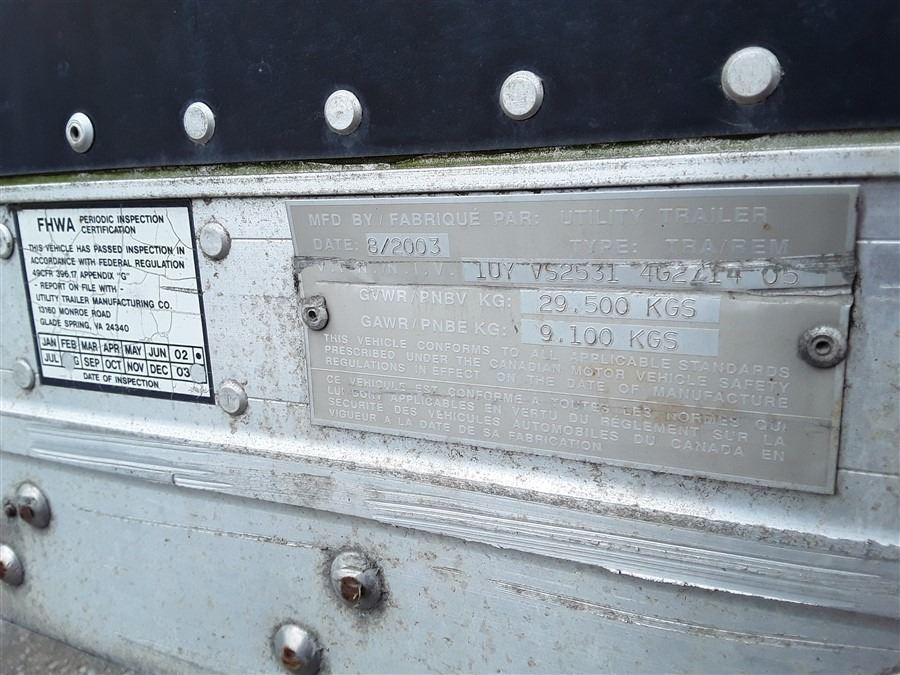 FHWA PERIODIC INSPECTION
CERTIFICATION
THIS VEHICLE HAS PASSED INSPECTION IN
ACCORDANCE WITH FEDERAL REGULATION
49CFR 396.17 APPENDIX "G"
- REPORT ON FILE WITH -
UTILITY TRAILER MANUFACTURING CO.
13160 MONROE ROAD
GLADE SPRING, VA 24340
JAN FEB MAR APR MAY JUN 02
JUL SEP OCT NOV DEC 03
DATE OF INSPECTION
MFD BY / FABRIQUÉ PAR: UTILITY TRAILER
DATE: 8/2003 TYPE: TRA/REM
1UY VS2531
GVWR/PNBV KG: 29.500 KGS
GAWR/PNBE KG: 9.100 KGS
THIS VEHICLE CONFORMS TO ALL APPLICABLE STANDARDS
PRESCRIBED UNDER THE CANADIAN MOTOR VEHICLE SAFETY
REGULATIONS IN EFFECT ON THE DATE OF MANUFACTURE
CE VEHICULE EST CONFORME A TOUTES LES NORMES QUI
LUI SONT APPLICABLES EN VERTU DU REGLEMENT SUR LA
SECURITE DES VEHICULES AUTOMOBILES DU CANADA EN
VIGUEUR A LA DATE DE SA FABRICATION